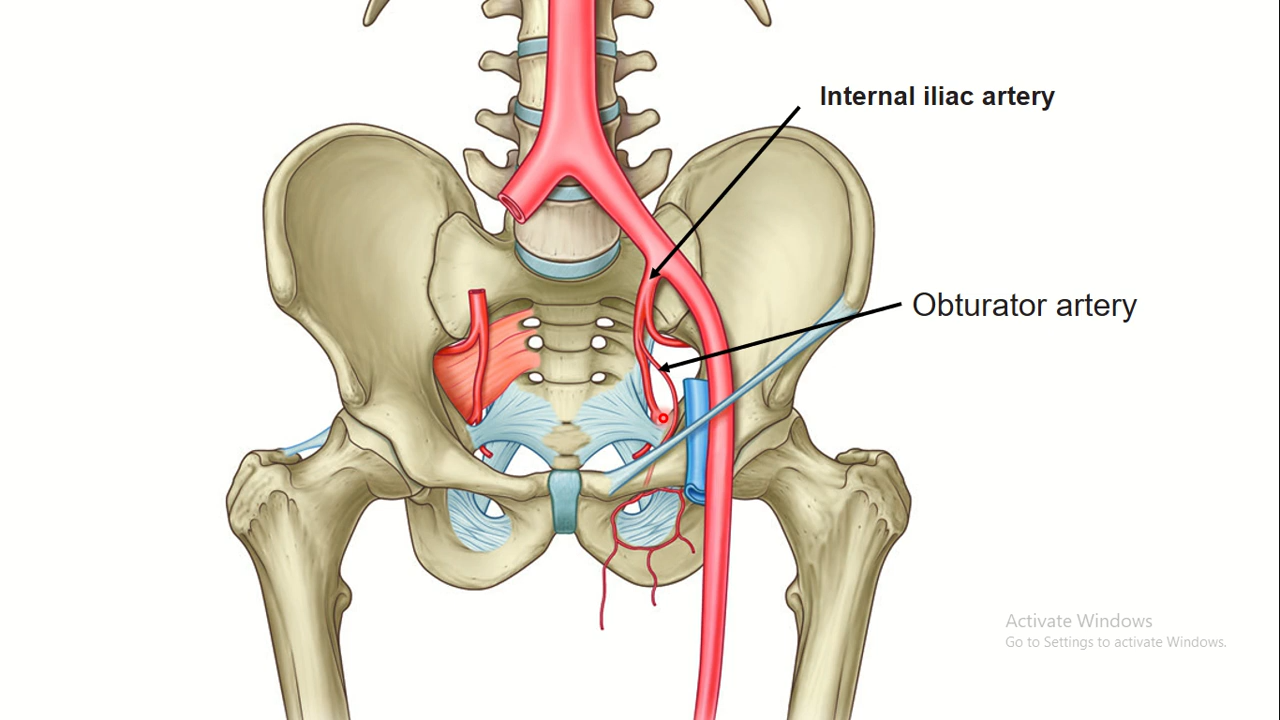 Internal iliac artery
Obturator artery
Activate Windows
Go to Settings to activate Windows.